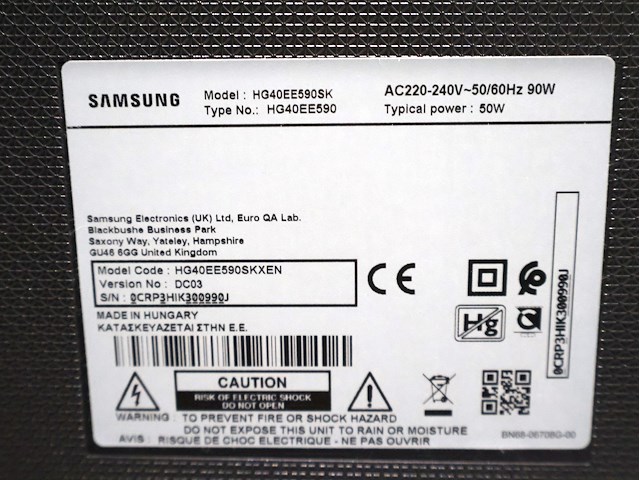 SAMSUNG
Model : HG40EE590SK
Type No.: HG40EE590
AC220-240V~50/60Hz 90W
Typical power : 50W
Samsung Electronics (UK) Ltd, Euro QA Lab.
Blackbushe Business Park
Saxony Way, Yateley, Hampshire
GU46 6GG United Kingdom
Model Code : HG40EE590SKXEN
Version No : DC03
S/N : 0CRP3HIK300990J
MADE IN HUNGARY
ΚΑΤΑΣΚΕΥΑΖΕΤΑΙ ΣΤΗΝ Ε.Ε.
CE
Hg
0CRP3HIK300990J
CAUTION
RISK OF ELECTRIC SHOCK
DO NOT OPEN
WARNING : TO PREVENT FIRE OR SHOCK HAZARD
DO NOT EXPOSE THIS UNIT TO RAIN OR MOISTURE
AVIS : RISQUE DE CHOC ELECTRIQUE - NE PAS OUVRIR
BN68-06708G-00